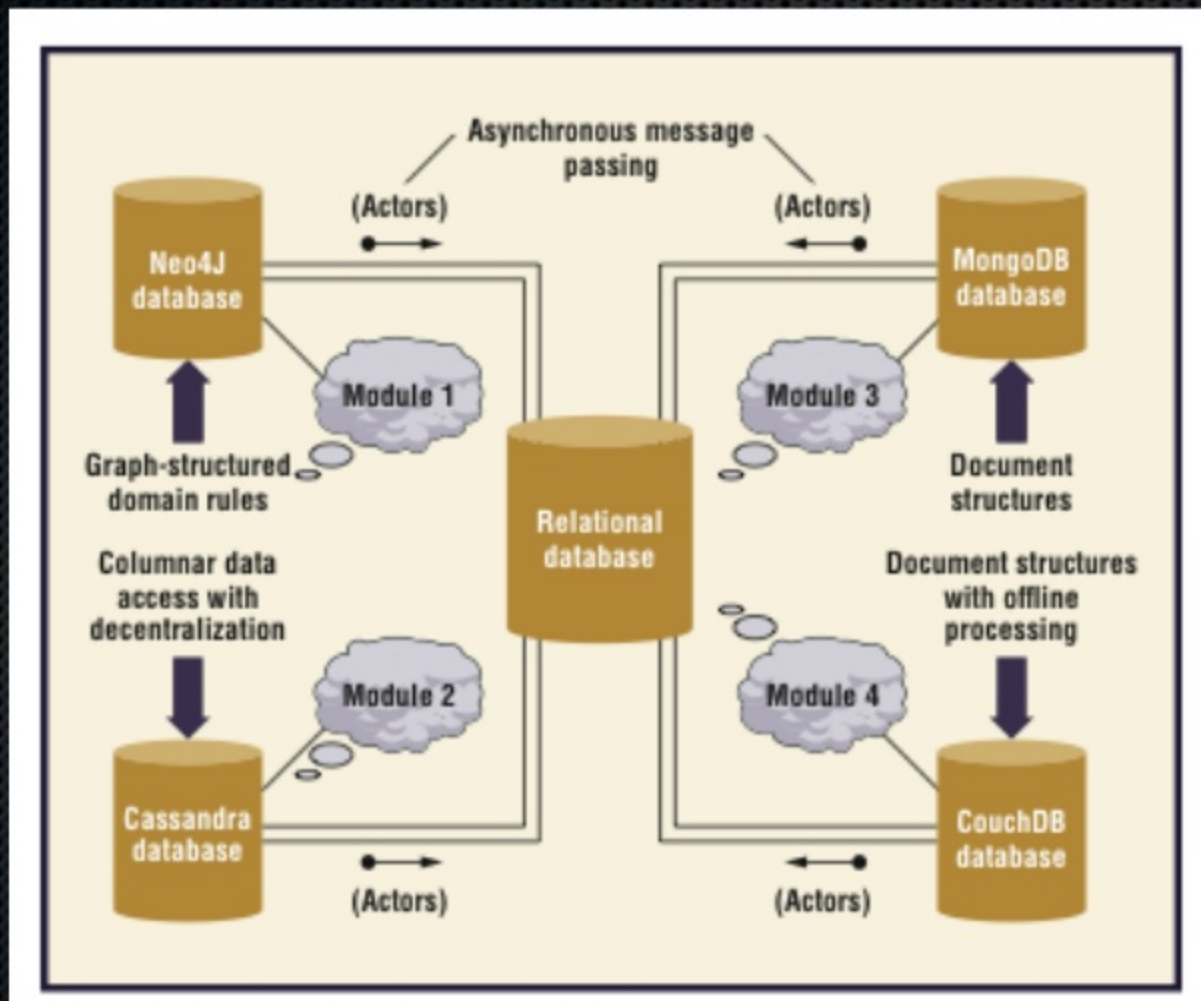 Asynchronous message
passing
(Actors)
(Actors)
Neo4J
database
MongoDB
database
Module 1
Module 3
Graph-structured
domain rules
Document
structures
Relational
database
Columnar data
access with
decentralization
Document structures
with offline
processing
Module 2
Module 4
Cassandra
database
CouchDB
database
(Actors)
(Actors)